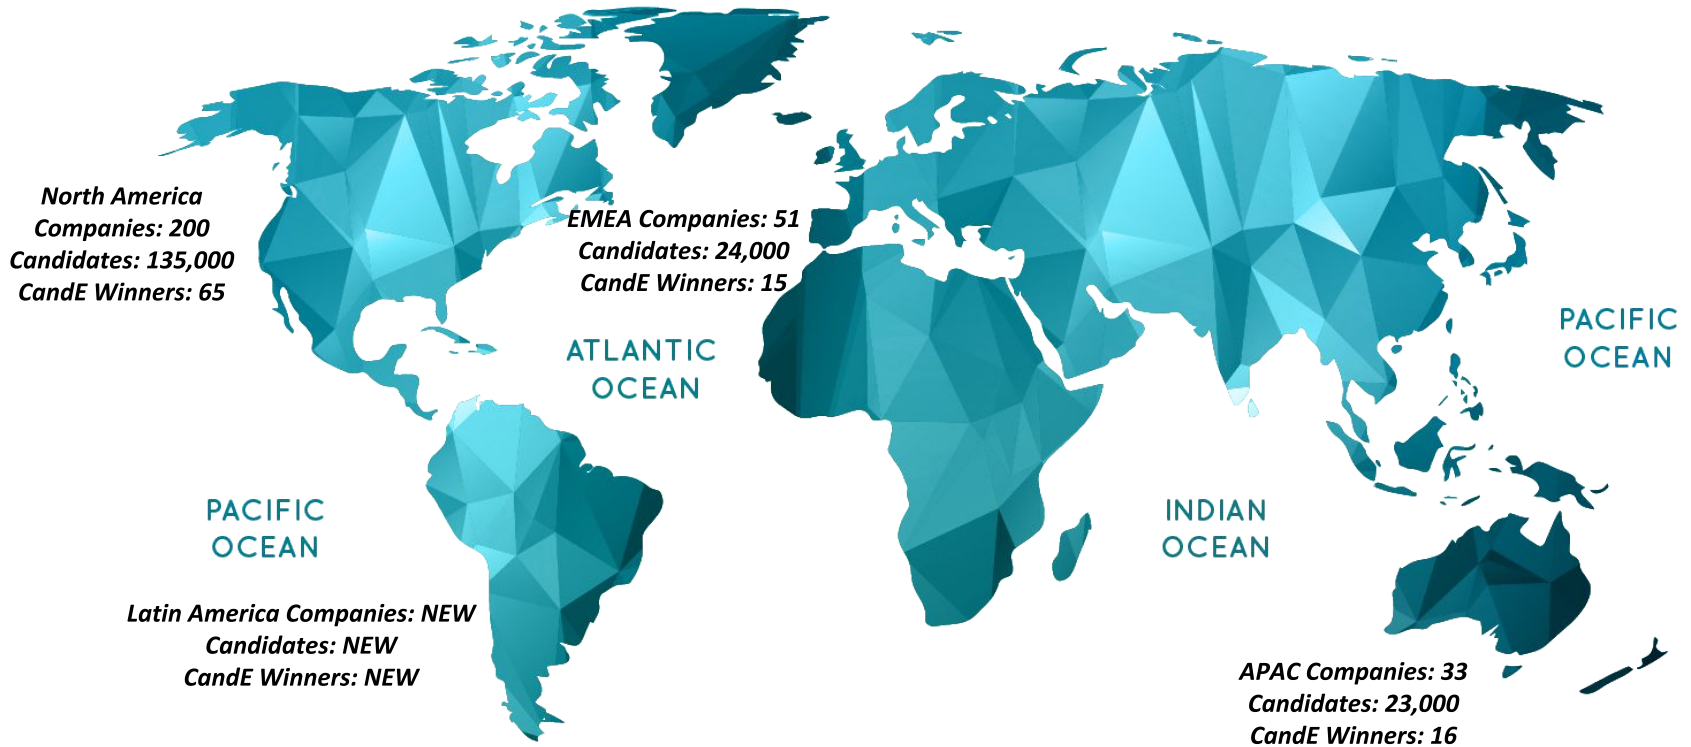 North America
Companies: 200
Candidates: 135,000
CandE Winners: 65
EMEA Companies: 51
Candidates: 24,000
CandE Winners: 15
ATLANTIC
OCEAN
PACIFIC
OCEAN
PACIFIC
OCEAN
INDIAN
OCEAN
Latin America Companies: NEW
Candidates: NEW
CandE Winners: NEW
APAC Companies: 33
Candidates: 23,000
CandE Winners: 16